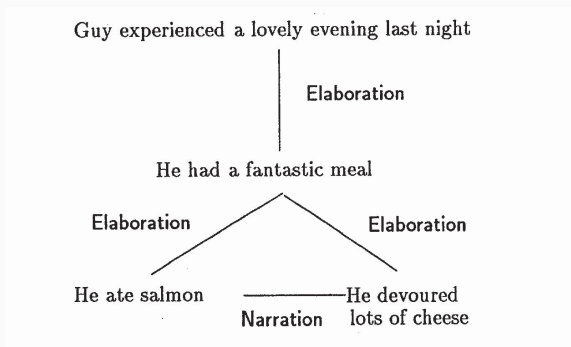 Guy experienced a lovely evening last night
Elaboration
He had a fantastic meal
Elaboration
Elaboration
He ate salmon
He devoured
lots of cheese
Narration